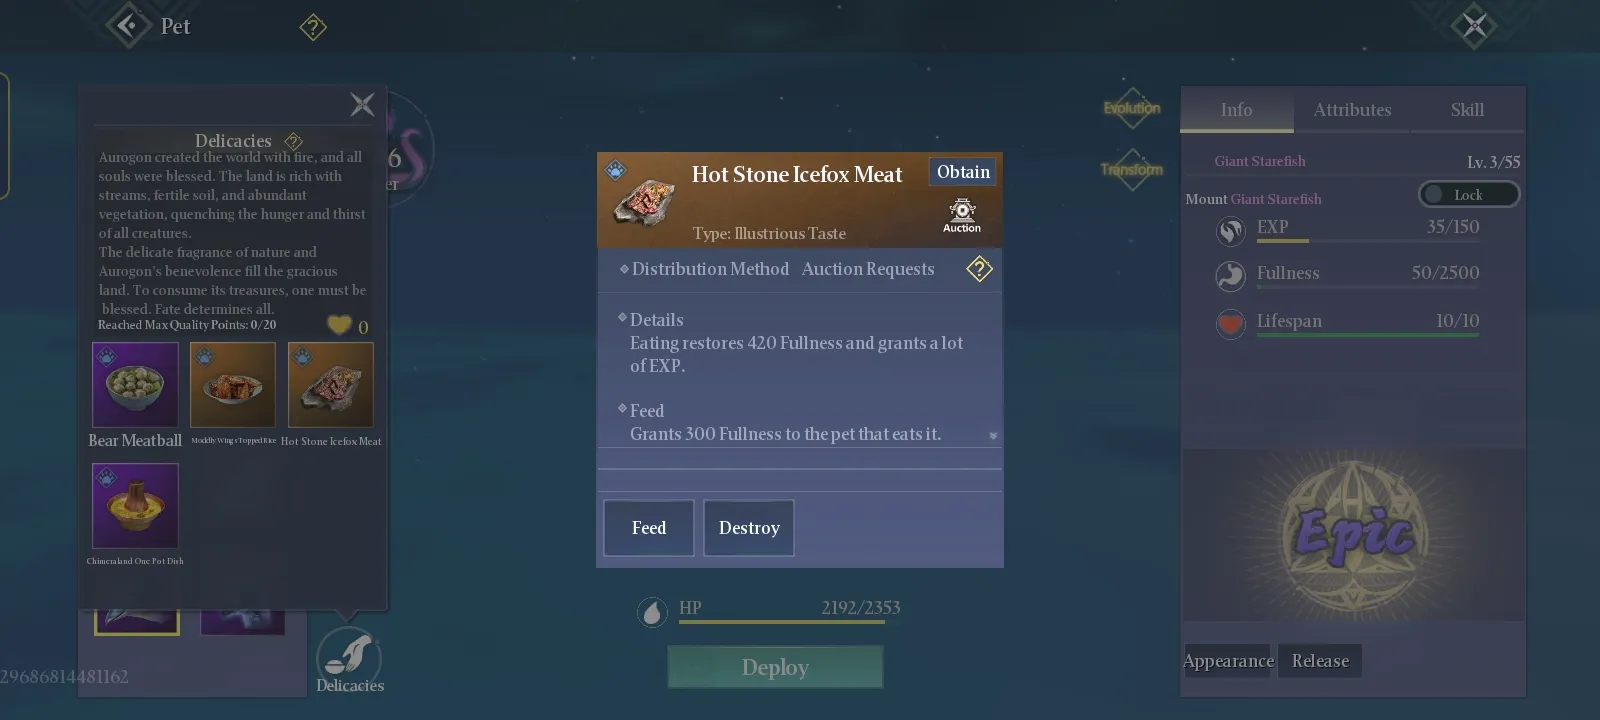 Pet
?
Delicacies ?
Aurogon created the world with fire, and all
souls were blessed. The land is rich with
streams, fertile soil, and abundant
vegetation, quenching the hunger and thirst
of all creatures.
The delicate fragrance of nature and
Aurogon's benevolence fill the gracious
land. To consume its treasures, one must be
blessed. Fate determines all.
Reached Max Quality Points: 0/20
0
Bear Meatball
Hot Stone Icefox Meat
Chimeraland One Pot Dish
Delicacies
29686814481162
6
er
Hot Stone Icefox Meat
Obtain
Type: Illustrious Taste
Auction
Distribution Method Auction Requests ?
Details
Eating restores 420 Fullness and grants a lot
of EXP.
Feed
Grants 300 Fullness to the pet that eats it.
Feed
Destroy
HP 2192/2353
Deploy
Evolution
Transform
Info
Attributes
Skill
Giant Starefish
Lv. 3/55
Mount Giant Starefish
Lock
EXP 35/150
Fullness 50/2500
Lifespan 10/10
Epic
Appearance
Release